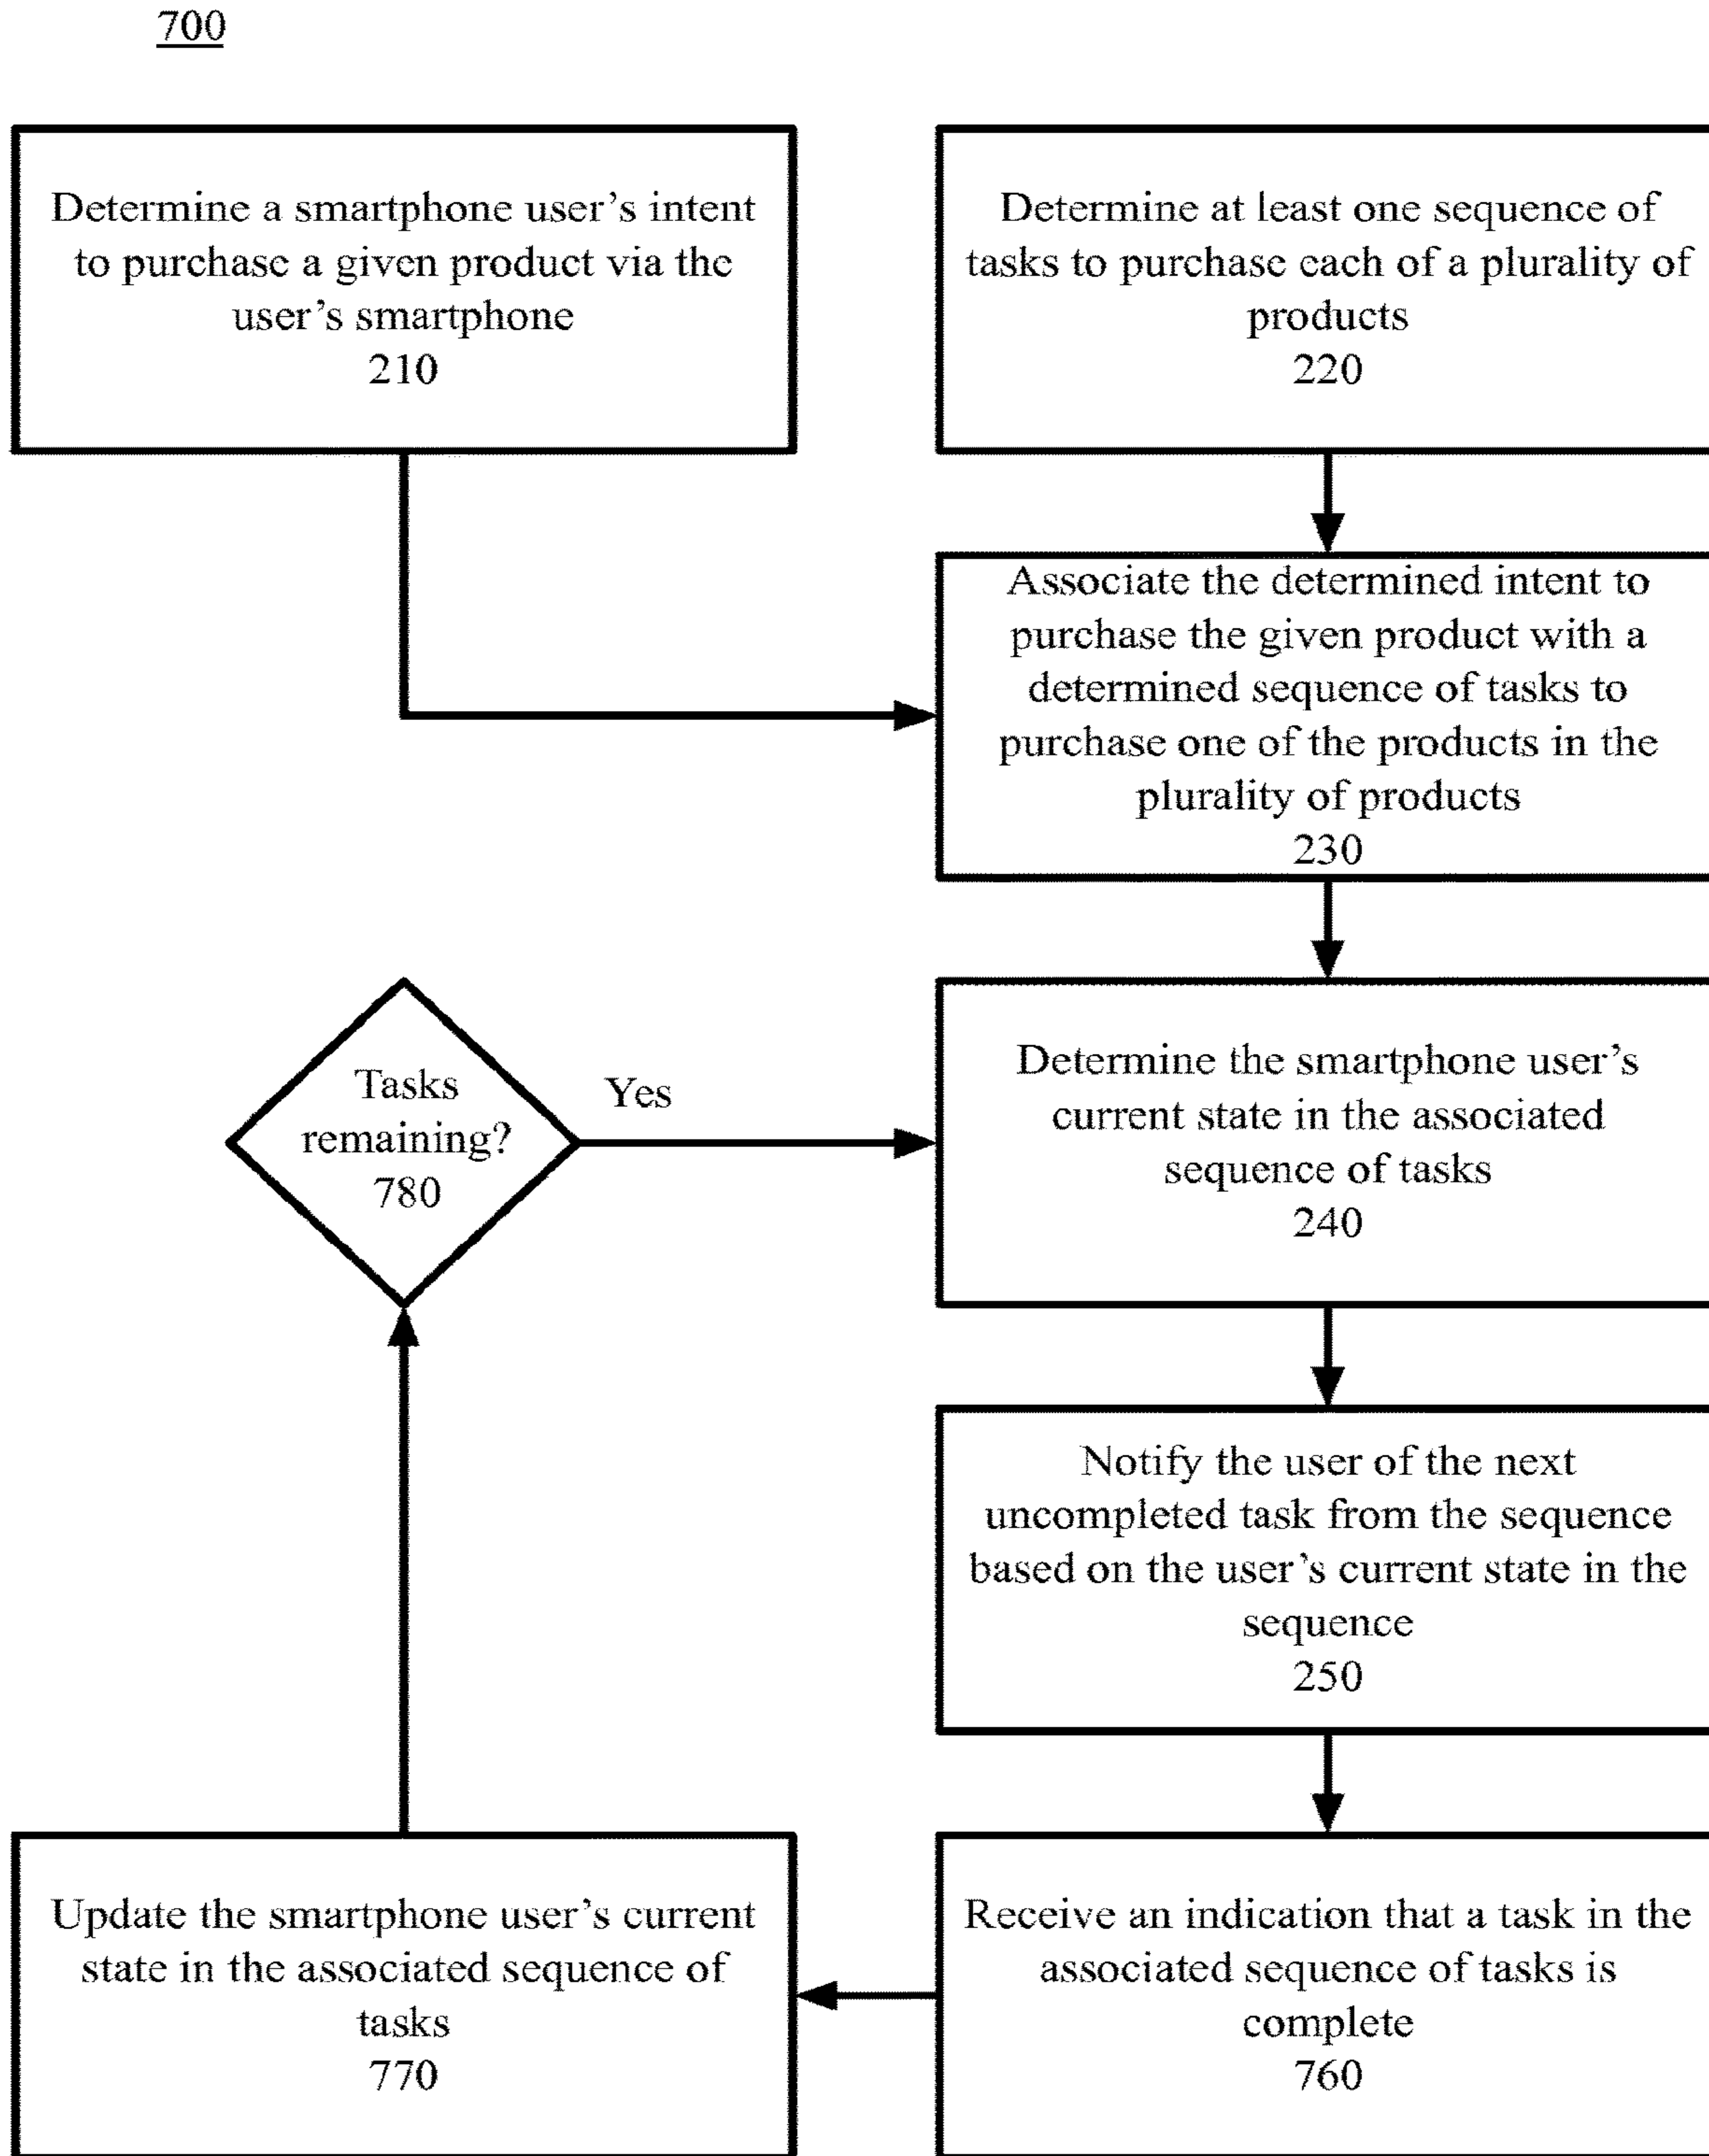 700
Determine a smartphone user's intent
to purchase a given product via the
user's smartphone
210
Determine at least one sequence of
tasks to purchase each of a plurality of
products
220
Associate the determined intent to
purchase the given product with a
determined sequence of tasks to
purchase one of the products in the
plurality of products
230
Tasks
remaining?
780
Yes
Determine the smartphone user's
current state in the associated
sequence of tasks
240
Notify the user of the next
uncompleted task from the sequence
based on the user's current state in the
sequence
250
Update the smartphone user's current
state in the associated sequence of
tasks
770
Receive an indication that a task in the
associated sequence of tasks is
complete
760